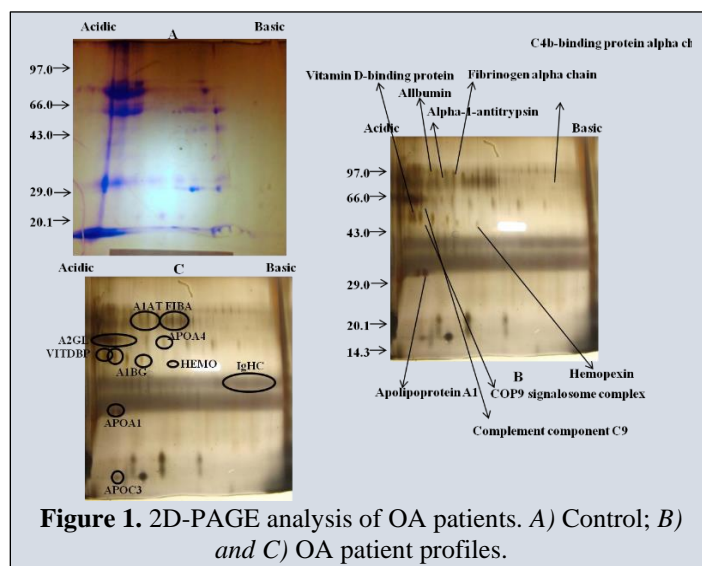 Acidic Basic
A
97.0
66.0
43.0
29.0
20.1
C4b-binding protein alpha ch
Vitamin D-binding protein Fibrinogen alpha chain
Allbumin
Alpha-1-antitrypsin
Acidic Basic
97.0
66.0
43.0
29.0
20.1
14.3
Hemopexin
B
Apolipoprotein A1 COP9 signalosome complex
Complement component C9
Acidic C Basic
A1AT FIBA
A2GL APOA4
VITDBP
A1BG HEMO IgHC
APOA1
APOC3
Figure 1. 2D-PAGE analysis of OA patients. A) Control; B)
and C) OA patient profiles.